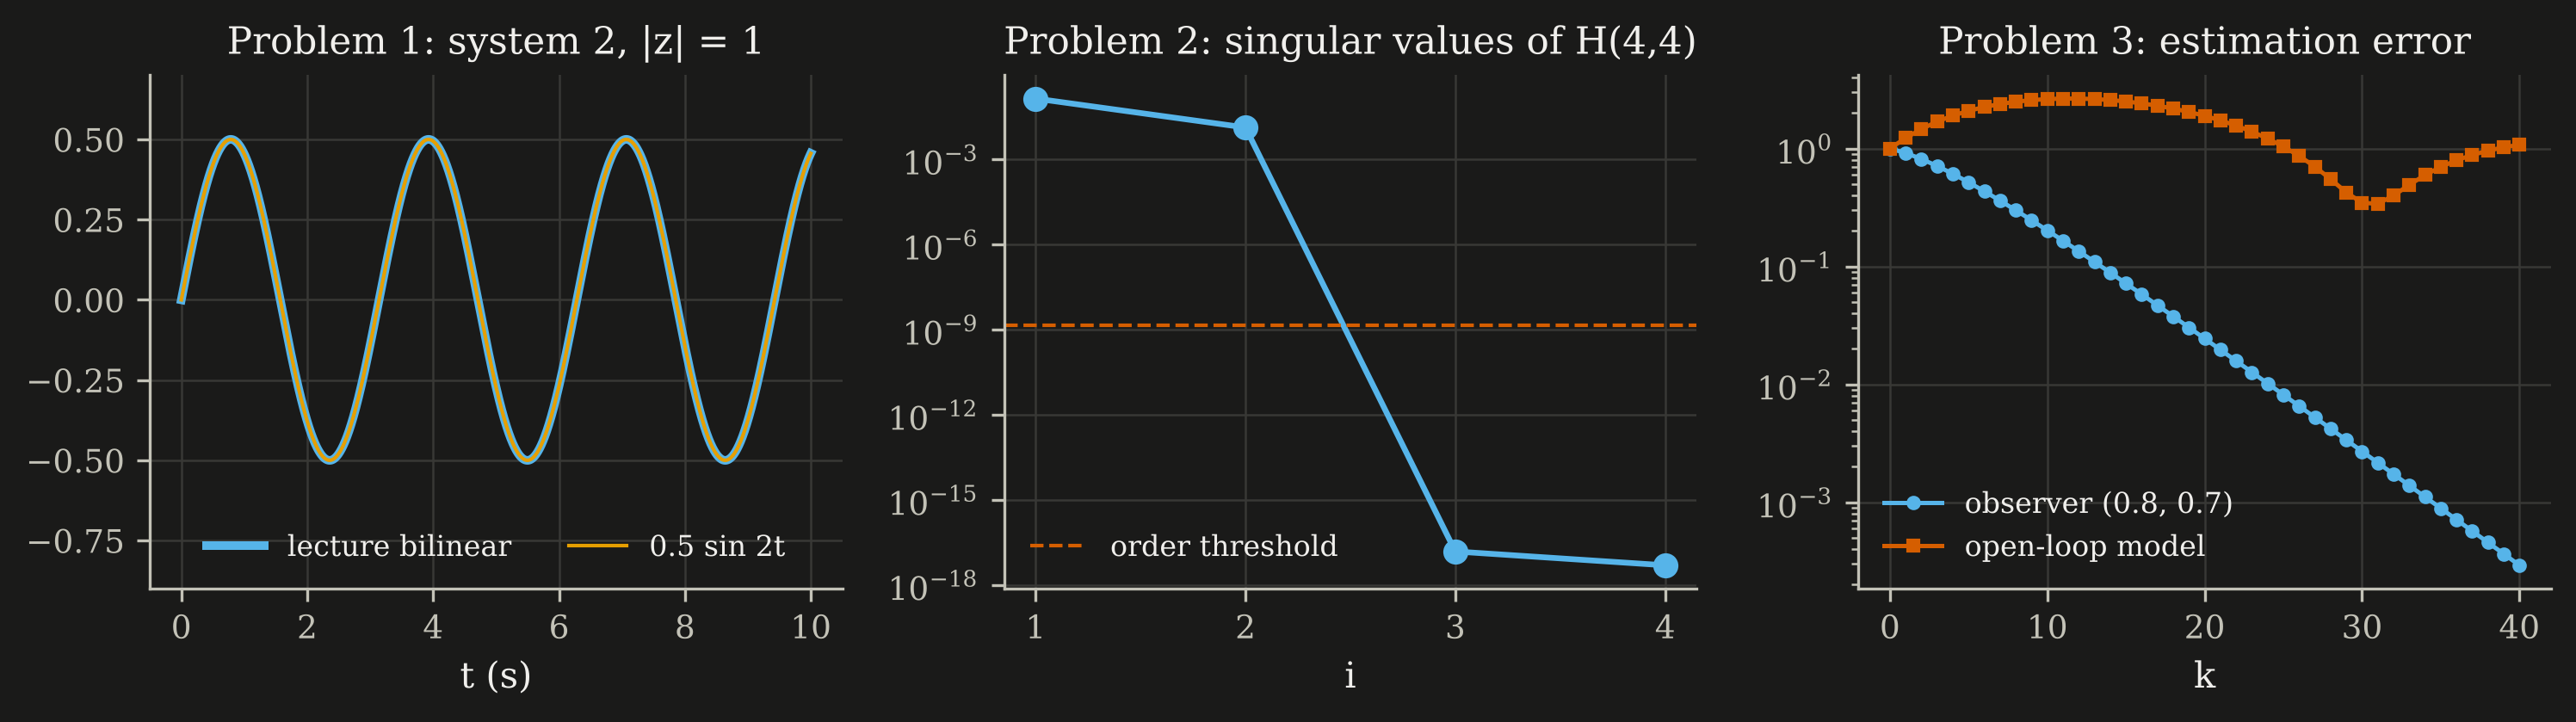 Problem 1: system 2, |z| = 1
0.50
0.25
0.00
−0.25
−0.50
−0.75
lecture bilinear
0.5 sin 2t
0 2 4 6 8 10
t (s)
Problem 2: singular values of H(4,4)
10⁻³
10⁻⁶
10⁻⁹
10⁻¹²
10⁻¹⁵
10⁻¹⁸
order threshold
1 2 3 4
i
Problem 3: estimation error
10⁰
10⁻¹
10⁻²
10⁻³
observer (0.8, 0.7)
open-loop model
0 10 20 30 40
k